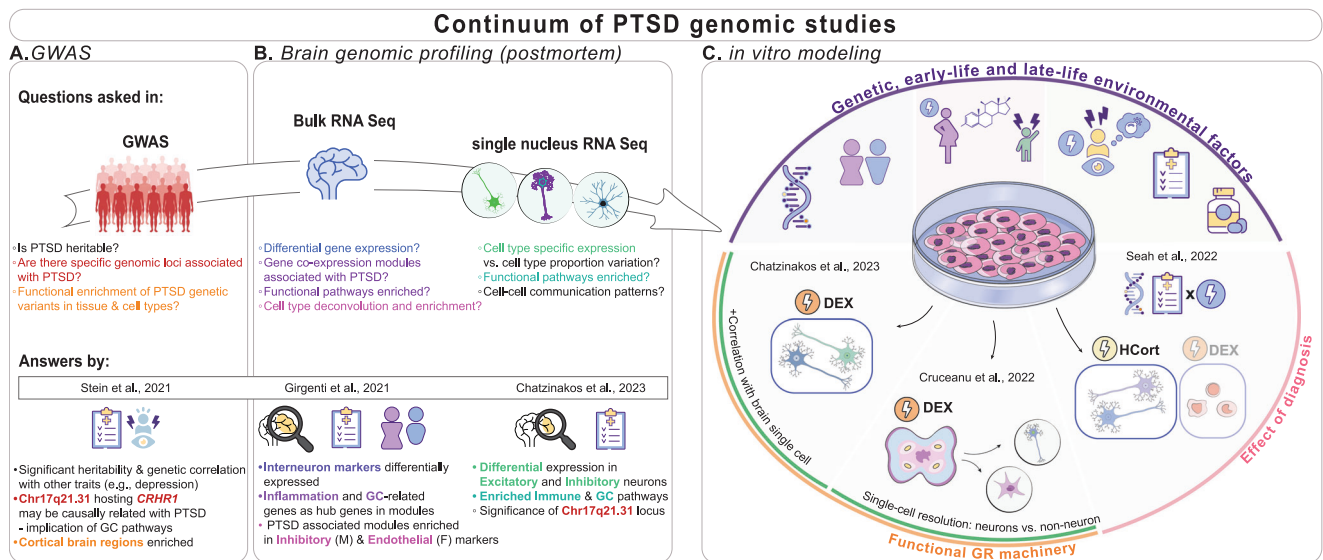 Continuum of PTSD genomic studies
A.GWAS
Questions asked in:
GWAS
◦Is PTSD heritable?
◦Are there specific genomic loci associated
with PTSD?
◦Functional enrichment of PTSD genetic
variants in tissue & cell types?
B. Brain genomic profiling (postmortem)
Bulk RNA Seq
◦Differential gene expression?
◦Gene co-expression modules
associated with PTSD?
◦Functional pathways enriched?
◦Cell type deconvolution and enrichment?
single nucleus RNA Seq
◦Cell type specific expression
vs. cell type proportion variation?
◦Functional pathways enriched?
◦Cell-cell communication patterns?
Answers by:
Stein et al., 2021
•Significant heritability & genetic correlation
with other traits (e.g., depression)
•Chr17q21.31 hosting CRHR1
may be causally related with PTSD
- implication of GC pathways
•Cortical brain regions enriched
Girgenti et al., 2021
•Interneuron markers differentially
expressed
•Inflammation and GC-related
genes as hub genes in modules
• PTSD associated modules enriched
in Inhibitory (M) & Endothelial (F) markers
Chatzinakos et al., 2023
•Differential expression in
Excitatory and Inhibitory neurons
•Enriched Immune & GC pathways
◦Significance of Chr17q21.31 locus
C. in vitro modeling
Genetic, early-life and late-life environmental factors
Chatzinakos et al., 2023
DEX
+Correlation with brain single cell
Cruceanu et al., 2022
DEX
Single-cell resolution: neurons vs. non-neuron
Functional GR machinery
Seah et al., 2022
x
HCort
DEX
Effect of diagnosis